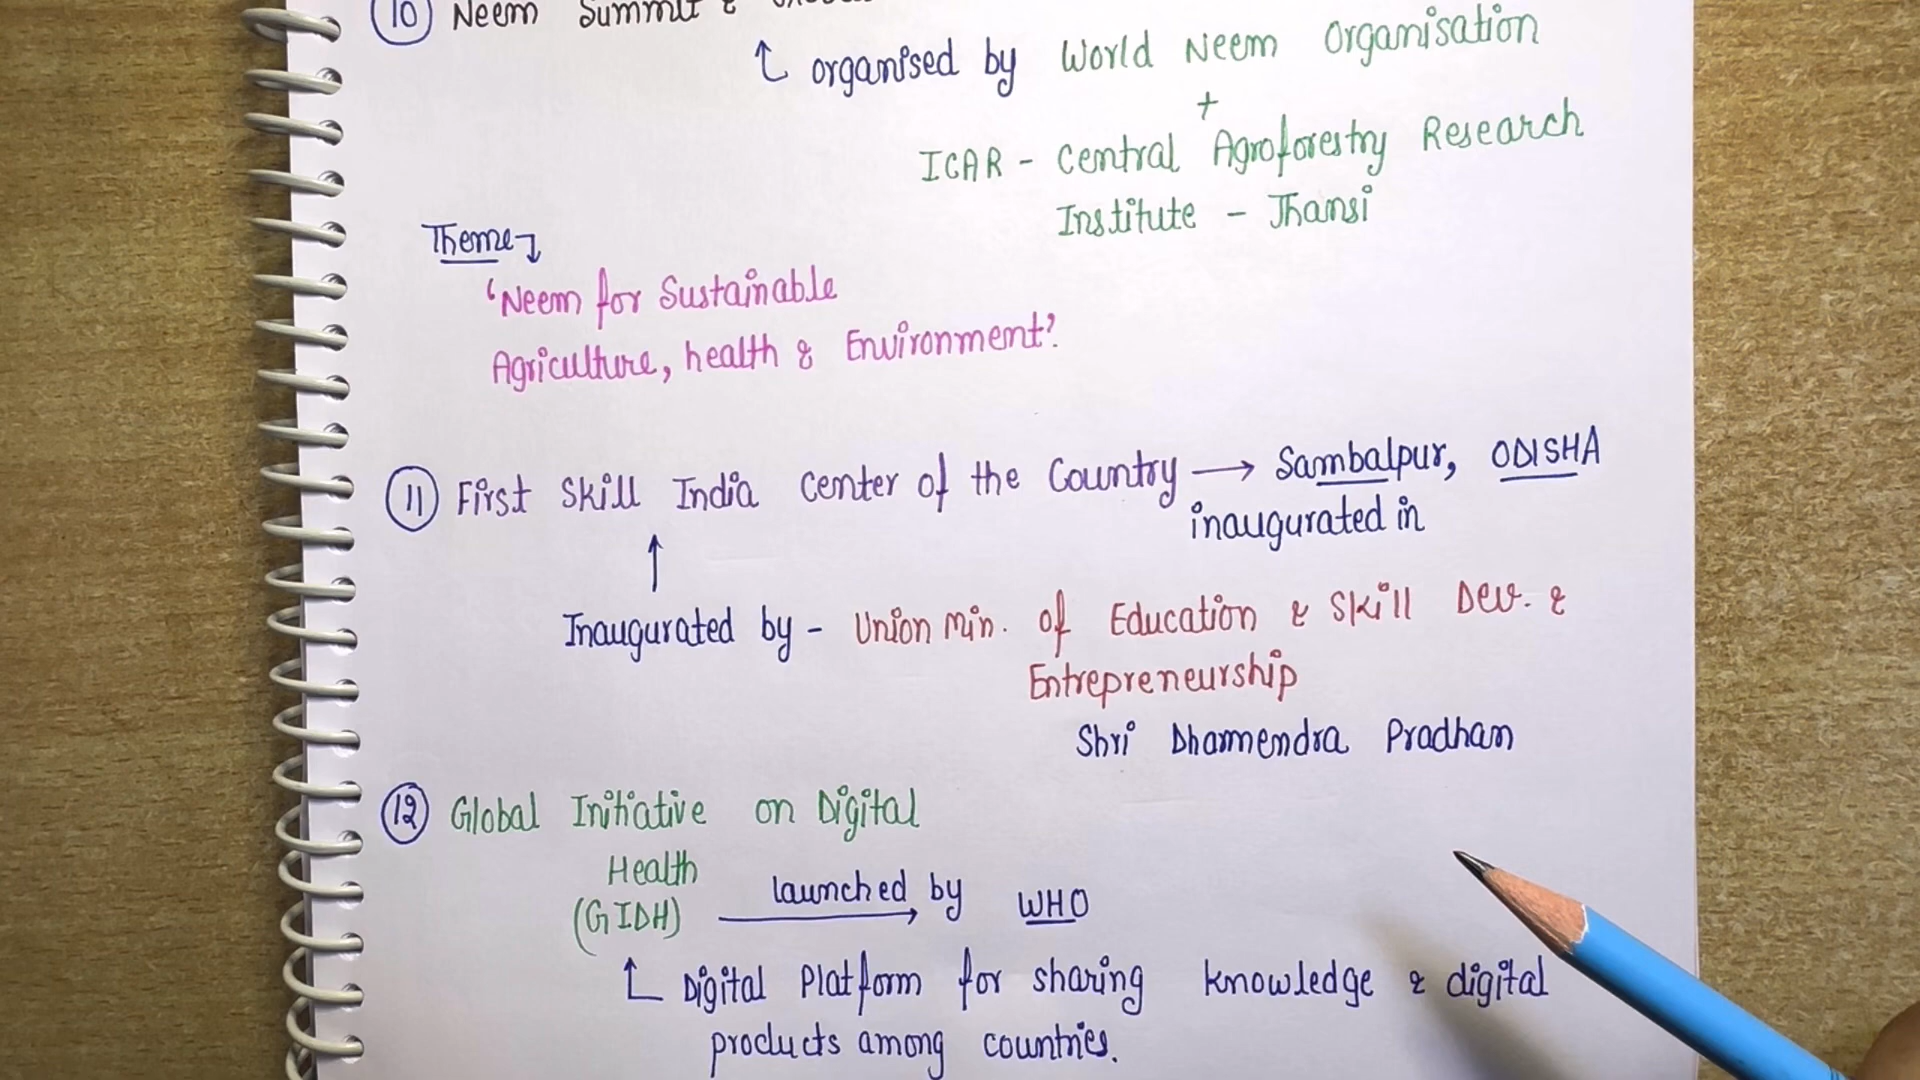 10 Neem Summit &
organised by World Neem Organisation
+
ICAR - Central Agroforestry Research
Institute - Jhansi
Theme
'Neem for Sustainable
Agriculture, health & Environment'.
11 First Skill India Center of the Country → Sambalpur, ODISHA
inaugurated in
↑
Inaugurated by - Union Min. of Education & Skill Dev. &
Entrepreneurship
Shri Dharmendra Pradhan
12 Global Initiative on Digital
Health
(GIDH) launched by WHO
Digital Platform for sharing knowledge & digital
products among countries.